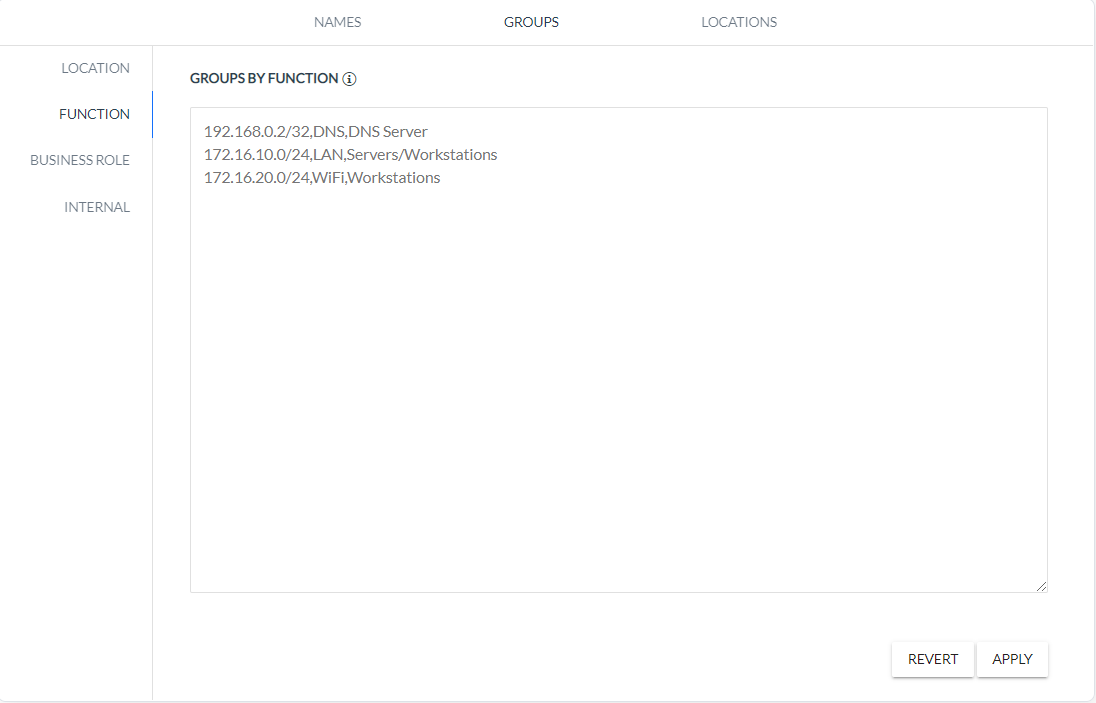 NAMES
GROUPS
LOCATIONS
LOCATION
FUNCTION
BUSINESS ROLE
INTERNAL
GROUPS BY FUNCTION
192.168.0.2/32,DNS,DNS Server
172.16.10.0/24,LAN,Servers/Workstations
172.16.20.0/24,WiFi,Workstations
REVERT
APPLY